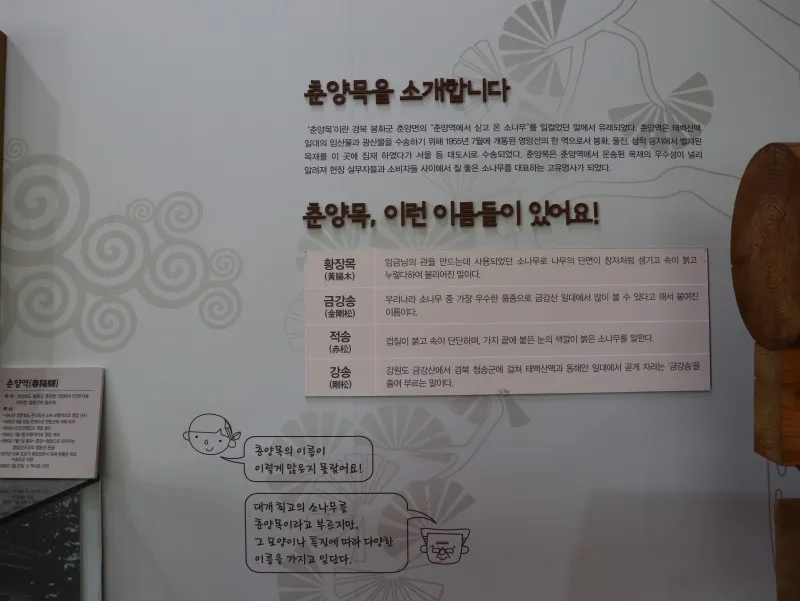 춘양목을 소개합니다
'춘양목'이란 경북 봉화군 춘양면의 "춘양역에서 싣고 온 소나무"를 일컬었던 말에서 유래되었다. 춘양역은 태백산맥
일대의 임산물과 광산물을 수송하기 위해 1955년 7월에 개통된 영암선의 한 역으로서 봉화, 울진, 삼척 등지에서 벌채된
목재를 이 곳에 집재 하였다가 서울 등 대도시로 수송되었다. 춘양목은 춘양역에서 운송된 목재의 우수성이 널리
알려져 현장 실무자들과 소비자들 사이에서 질 좋은 소나무를 대표하는 고유명사가 되었다.
춘양목, 이런 이름들이 있어요!
황장목
(黃腸木)
임금님의 관을 만드는데 사용되었던 소나무로 나무의 단면이 창자처럼 생기고 속이 붉고
누렇다하여 불리어진 말이다.
금강송
(金剛松)
우리나라 소나무 중 가장 우수한 품종으로 금강산 일대에서 많이 볼 수 있다고 해서 붙여진
이름이다.
적송
(赤松)
껍질이 붉고 속이 단단하며, 가지 끝에 붙은 눈의 색깔이 붉은 소나무를 말한다.
강송
(剛松)
강원도 금강산에서 경북 청송군에 걸쳐 태백산맥과 동해안 일대에서 곧게 자라는 '금강송'을
줄여 부르는 말이다.
춘양역(春陽驛)
춘양목의 이름이
이렇게 많은지 몰랐어요!
대개 최고의 소나무를
춘양목이라고 부르지만,
그 모양이나 특징에 따라 다양한
이름을 가지고 있단다.